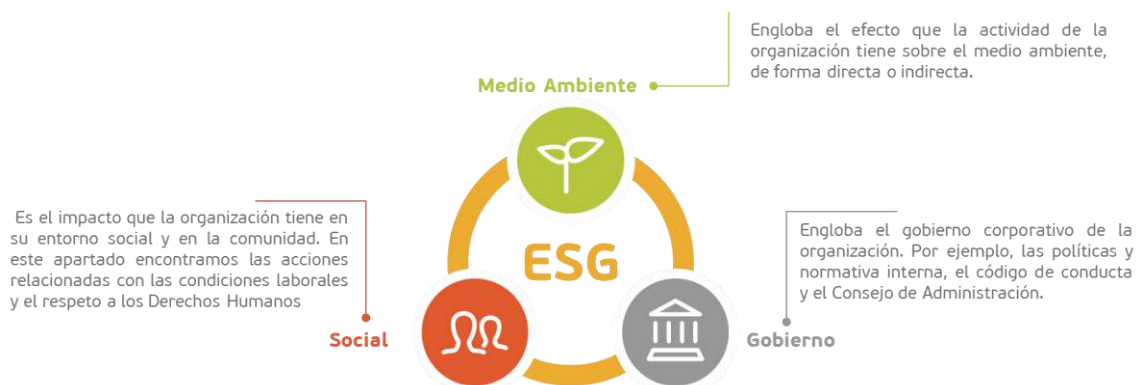 Engloba el efecto que la actividad de la
organización tiene sobre el medio ambiente,
de forma directa o indirecta.
Medio Ambiente
Es el impacto que la organización tiene en
su entorno social y en la comunidad. En
este apartado encontramos las acciones
relacionadas con las condiciones laborales
y el respeto a los Derechos Humanos
ESG
Engloba el gobierno corporativo de la
organización. Por ejemplo, las políticas y
normativa interna, el código de conducta
y el Consejo de Administración.
Social
Gobierno